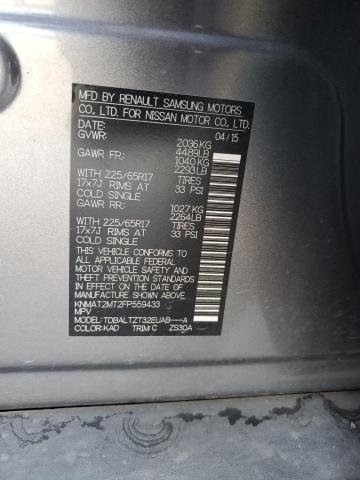 MFD BY RENAULT SAMSUNG MOTORS
CO., LTD. FOR NISSAN MOTOR CO., LTD.
DATE: 04/15
GVWR: 2036KG
4489LB
GAWR FR: 1040KG
2293LB
WITH 225/65R17 TIRES
17x7J RIMS AT 33 PSI
COLD SINGLE
GAWR RR: 1027 KG
2264LB
WITH 225/65R17 TIRES
17x7J RIMS AT 33 PSI
COLD SINGLE
THIS VEHICLE CONFORMS TO ALL
APPLICABLE FEDERAL MOTOR
VEHICLE SAFETY, BUMPER, AND
THEFT PREVENTION STANDARDS
IN EFFECT ON THE DATE OF
MANUFACTURE SHOWN ABOVE.
KNMAT2MT2FP559433
MPV
MODEL:TDBALTZT32EUAB---A
COLOR:KAD TRIM:C ZS30A